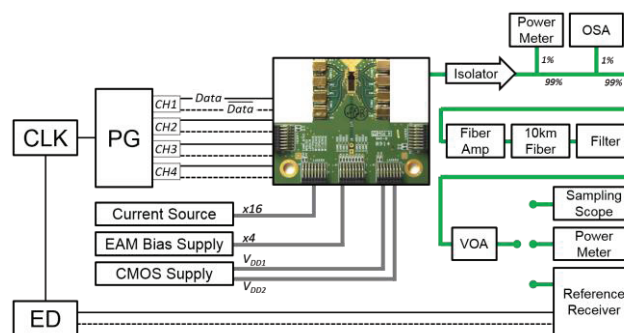 Power
Meter
OSA
1%
1%
Isolator
99%
99%
CH1
Data
Data
CH2
CH3
CH4
CLK
PG
Fiber
Amp
10km
Fiber
Filter
Current Source
x16
EAM Bias Supply
x4
CMOS Supply
VDD1
VDD2
VOA
Sampling
Scope
Power
Meter
Reference
Receiver
ED